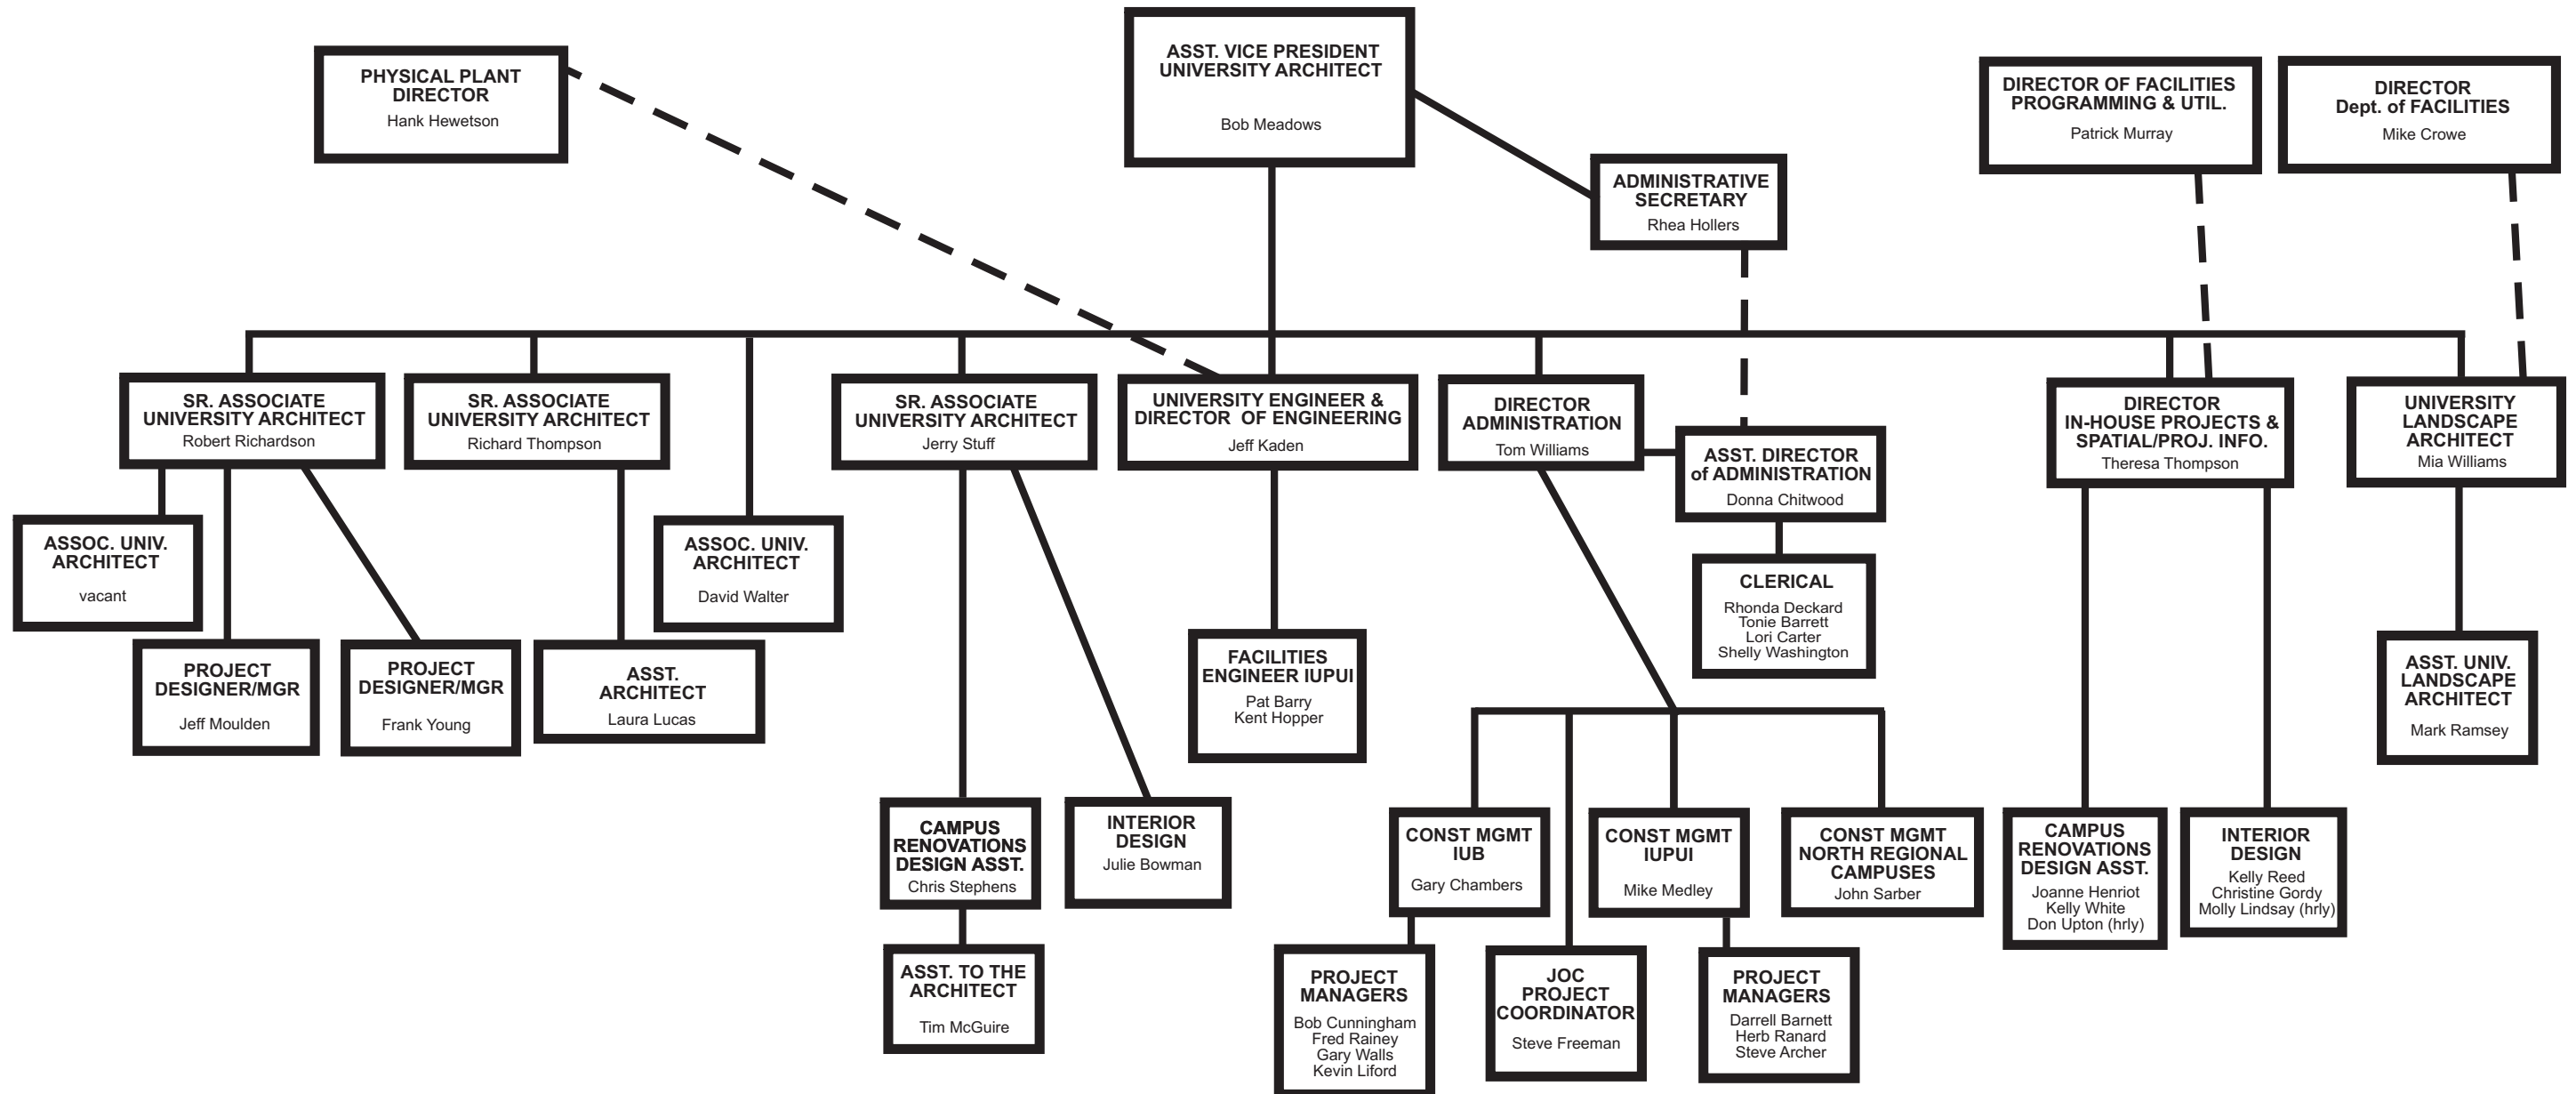 PHYSICAL PLANT
DIRECTOR
Hank Hewetson
ASST. VICE PRESIDENT
UNIVERSITY ARCHITECT
Bob Meadows
ADMINISTRATIVE
SECRETARY
Rhea Hollers
DIRECTOR OF FACILITIES
PROGRAMMING & UTIL.
Patrick Murray
DIRECTOR
Dept. of FACILITIES
Mike Crowe
SR. ASSOCIATE
UNIVERSITY ARCHITECT
Robert Richardson
SR. ASSOCIATE
UNIVERSITY ARCHITECT
Richard Thompson
SR. ASSOCIATE
UNIVERSITY ARCHITECT
Jerry Stuff
UNIVERSITY ENGINEER &
DIRECTOR OF ENGINEERING
Jeff Kaden
DIRECTOR
ADMINISTRATION
Tom Williams
ASST. DIRECTOR
of ADMINISTRATION
Donna Chitwood
DIRECTOR
IN-HOUSE PROJECTS &
SPATIAL/PROJ. INFO.
Theresa Thompson
UNIVERSITY
LANDSCAPE
ARCHITECT
Mia Williams
ASSOC. UNIV.
ARCHITECT
vacant
ASSOC. UNIV.
ARCHITECT
David Walter
CLERICAL
Rhonda Deckard
Tonie Barrett
Lori Carter
Shelly Washington
PROJECT
DESIGNER/MGR
Jeff Moulden
PROJECT
DESIGNER/MGR
Frank Young
ASST.
ARCHITECT
Laura Lucas
FACILITIES
ENGINEER IUPUI
Pat Barry
Kent Hopper
ASST. UNIV.
LANDSCAPE
ARCHITECT
Mark Ramsey
CAMPUS
RENOVATIONS
DESIGN ASST.
Chris Stephens
INTERIOR
DESIGN
Julie Bowman
CONST MGMT
IUB
Gary Chambers
CONST MGMT
IUPUI
Mike Medley
CONST MGMT
NORTH REGIONAL
CAMPUSES
John Sarber
CAMPUS
RENOVATIONS
DESIGN ASST.
Joanne Henriot
Kelly White
Don Upton (hrly)
INTERIOR
DESIGN
Kelly Reed
Christine Gordy
Molly Lindsay (hrly)
ASST. TO THE
ARCHITECT
Tim McGuire
PROJECT
MANAGERS
Bob Cunningham
Fred Rainey
Gary Walls
Kevin Liford
JOC
PROJECT
COORDINATOR
Steve Freeman
PROJECT
MANAGERS
Darrell Barnett
Herb Ranard
Steve Archer